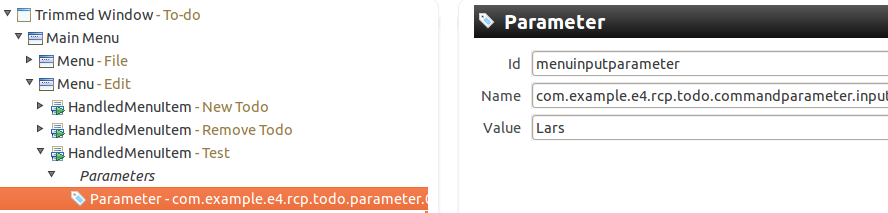 Trimmed Window - To-do
Main Menu
Menu - File
Menu - Edit
HandledMenuItem - New Todo
HandledMenuItem - Remove Todo
HandledMenuItem - Test
Parameters
Parameter - com.example.e4.rcp.todo.parameter.
Parameter
Id menuinputparameter
Name com.example.e4.rcp.todo.commandparameter.input
Value Lars